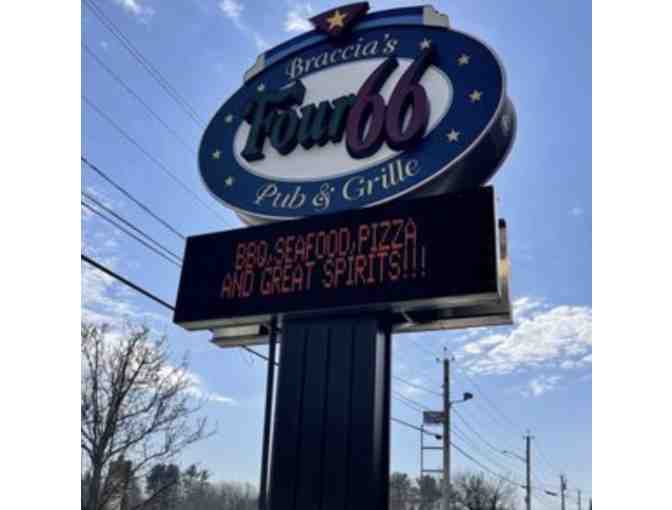 Braccia's
Four66
Pub & Grille
BBQ,SEAFOOD,PIZZA
AND GREAT SPIRITS!!!